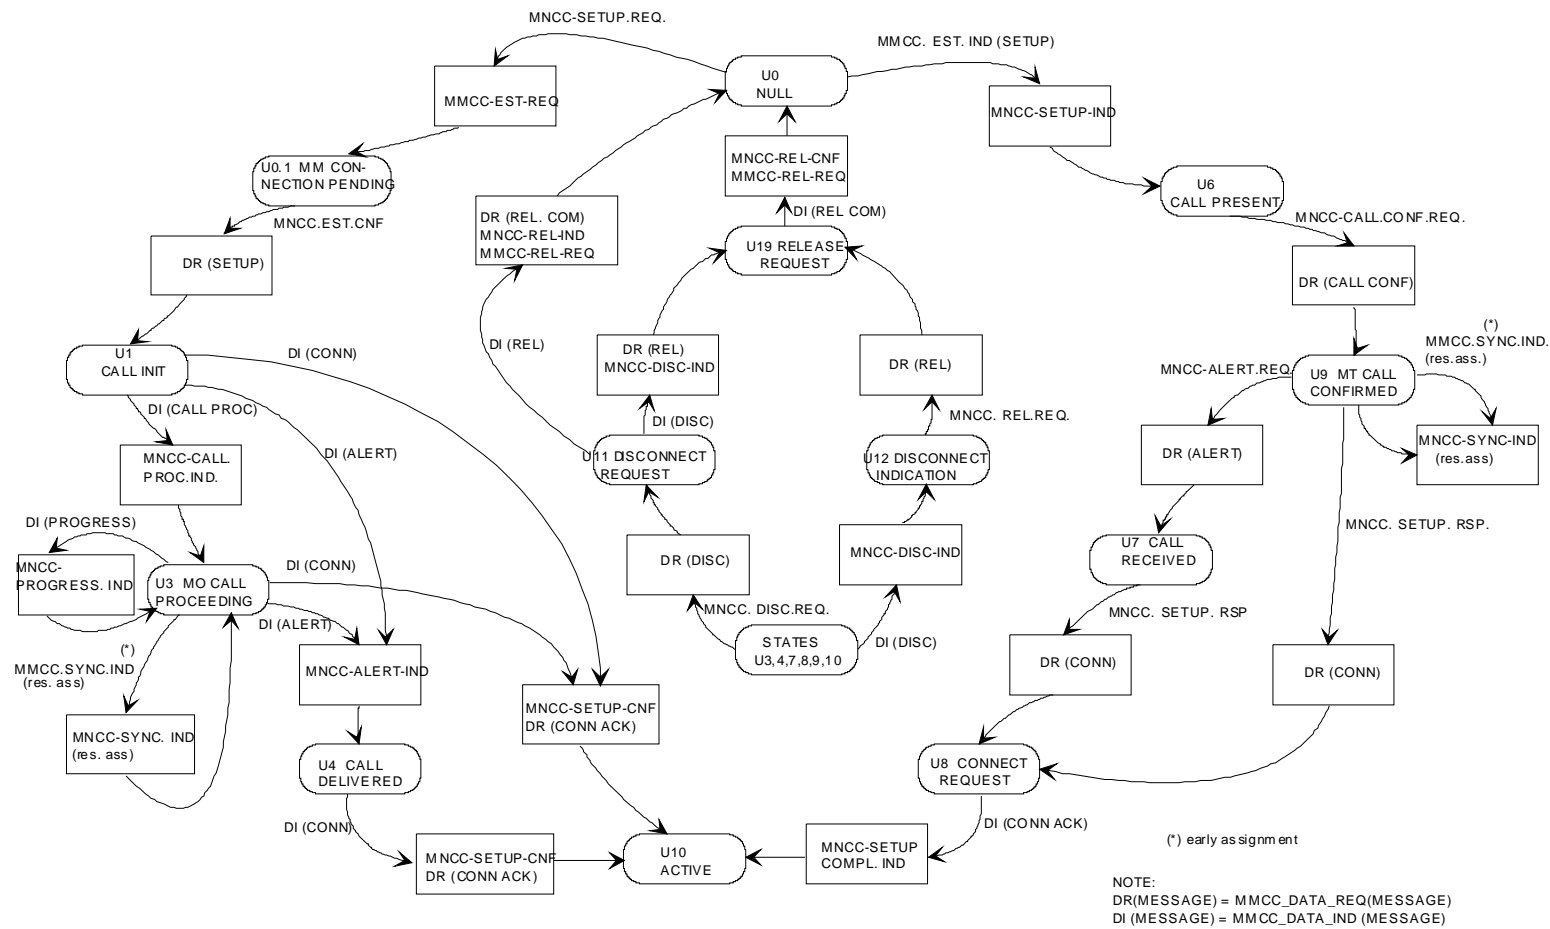 MNCC-SETUP.REQ.
MMCC. EST. IND (SETUP)
U0
NULL
MMCC-EST-REQ
MNCC-SETUP-IND
MNCC-REL-CNF
MMCC-REL-REQ
U0.1 MM CON-
NECTION PENDING
U6
CALL PRESENT
MNCC.EST.CNF
DR (REL. COM)
MNCC-REL-IND
MMCC-REL-REQ
DI (REL COM)
MNCC-CALL.CONF.REQ.
DR (SETUP)
U19 RELEASE
REQUEST
DR (CALL CONF)
DI (REL)
DI (CONN)
U1
CALL INIT
DR (REL)
MNCC-DISC-IND
DR (REL)
(*)
MMCC.SYNC.IND.
(res.ass.)
MNCC-ALERT.REQ.
U9 MT CALL
CONFIRMED
DI (CALL PROC)
DI (DISC)
MNCC. REL.REQ.
MNCC-CALL.
PROC.IND.
DI (ALERT)
U11 DISCONNECT
REQUEST
U12 DISCONNECT
INDICATION
DR (ALERT)
MNCC-SYNC-IND
(res.ass)
DI (PROGRESS)
MNCC. SETUP. RSP.
MNCC-
PROGRESS. IND
U3 MO CALL
PROCEEDING
DI (CONN)
DR (DISC)
MNCC-DISC-IND
U7 CALL
RECEIVED
DI (ALERT)
MNCC. DISC.REQ.
MNCC. SETUP. RSP
(*)
MMCC.SYNC.IND
(res. ass)
MNCC-ALERT-IND
STATES
U3,4,7,8,9,10
DI (DISC)
DR (CONN)
DR (CONN)
MNCC-SETUP-CNF
DR (CONN ACK)
MNCC-SYNC. IND
(res. ass)
U4 CALL
DELIVERED
U8 CONNECT
REQUEST
DI (CONN)
DI (CONN ACK)
MNCC-SETUP-CNF
DR (CONN ACK)
U10
ACTIVE
MNCC-SETUP
COMPL. IND
(*) early assignment
NOTE:
DR(MESSAGE) = MMCC_DATA_REQ(MESSAGE)
DI (MESSAGE) = MMCC_DATA_IND (MESSAGE)